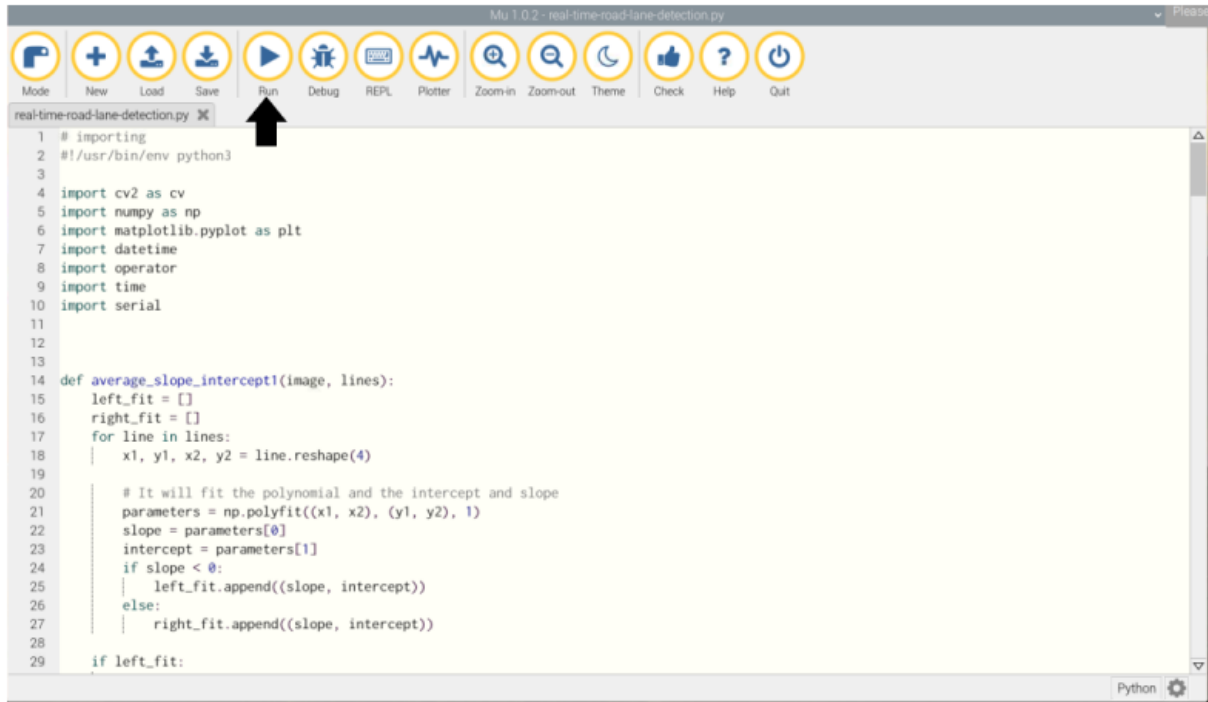 Mu 1.0.2 - real-time-road-lane-detection.py
Please
Mode New Load Save Run Debug REPL Plotter Zoom-in Zoom-out Theme Check Help Quit
real-time-road-lane-detection.py
1 # importing
2 #!/usr/bin/env python3
3
4 import cv2 as cv
5 import numpy as np
6 import matplotlib.pyplot as plt
7 import datetime
8 import operator
9 import time
10 import serial
11
12
13
14 def average_slope_intercept1(image, lines):
15 left_fit = []
16 right_fit = []
17 for line in lines:
18 x1, y1, x2, y2 = line.reshape(4)
19
20 # It will fit the polynomial and the intercept and slope
21 parameters = np.polyfit((x1, x2), (y1, y2), 1)
22 slope = parameters[0]
23 intercept = parameters[1]
24 if slope < 0:
25 left_fit.append((slope, intercept))
26 else:
27 right_fit.append((slope, intercept))
28
29 if left_fit:
Python